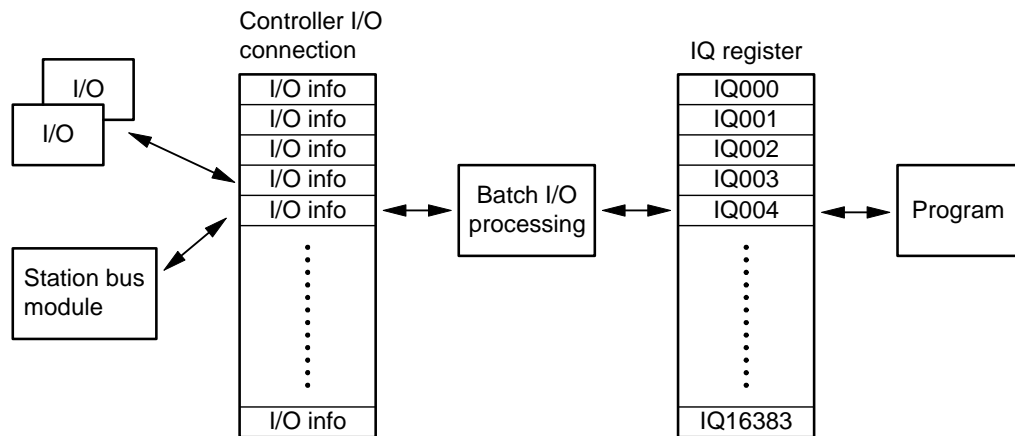 Controller I/O
connection
IQ register
I/O
I/O
Station bus
module
I/O info
I/O info
I/O info
I/O info
I/O info
I/O info
Batch I/O
processing
IQ000
IQ001
IQ002
IQ003
IQ004
IQ16383
Program